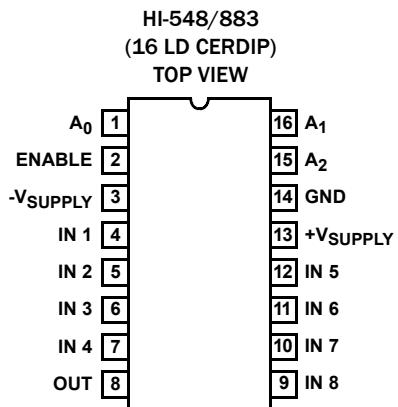 HI-548/883
(16 LD CERDIP)
TOP VIEW
A0 1 16 A1
ENABLE 2 15 A2
-VSUPPLY 3 14 GND
IN 1 4 13 +VSUPPLY
IN 2 5 12 IN 5
IN 3 6 11 IN 6
IN 4 7 10 IN 7
OUT 8 9 IN 8